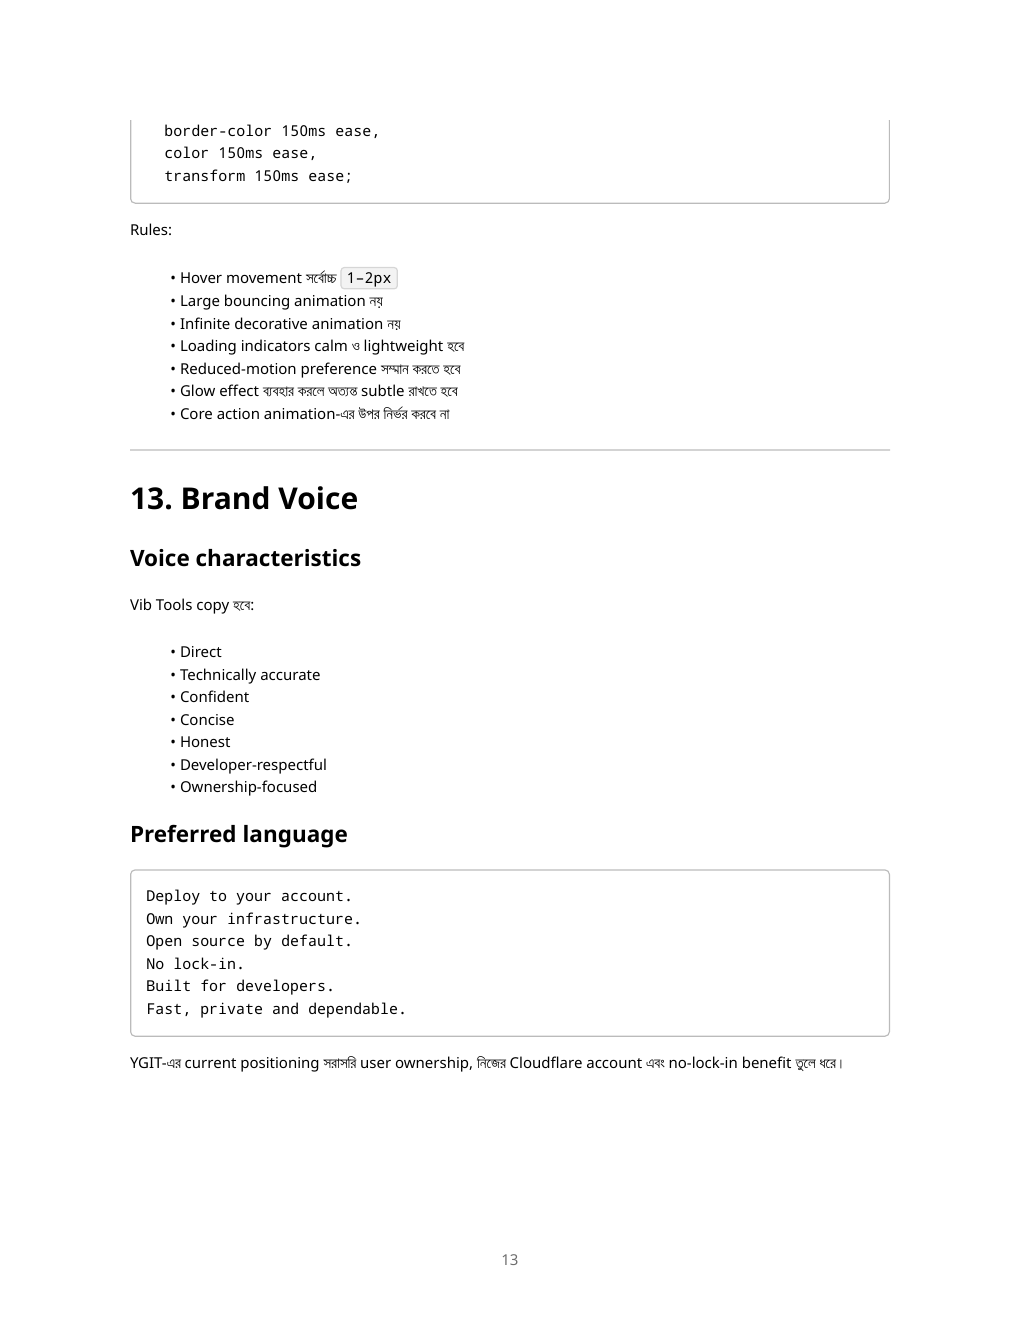 border-color 150ms ease,
color 150ms ease,
transform 150ms ease;
Rules:
• Hover movement সর্বোচ্চ 1–2px
• Large bouncing animation নয়
• Infinite decorative animation নয়
• Loading indicators calm ও lightweight হবে
• Reduced-motion preference সম্মান করতে হবে
• Glow effect ব্যবহার করলে অত্যন্ত subtle রাখতে হবে
• Core action animation-এর উপর নির্ভর করবে না
13. Brand Voice
Voice characteristics
Vib Tools copy হবে:
• Direct
• Technically accurate
• Confident
• Concise
• Honest
• Developer-respectful
• Ownership-focused
Preferred language
Deploy to your account.
Own your infrastructure.
Open source by default.
No lock-in.
Built for developers.
Fast, private and dependable.
YGIT-এর current positioning সরাসরি user ownership, নিজের Cloudflare account এবং no-lock-in benefit তুলে ধরে।
13